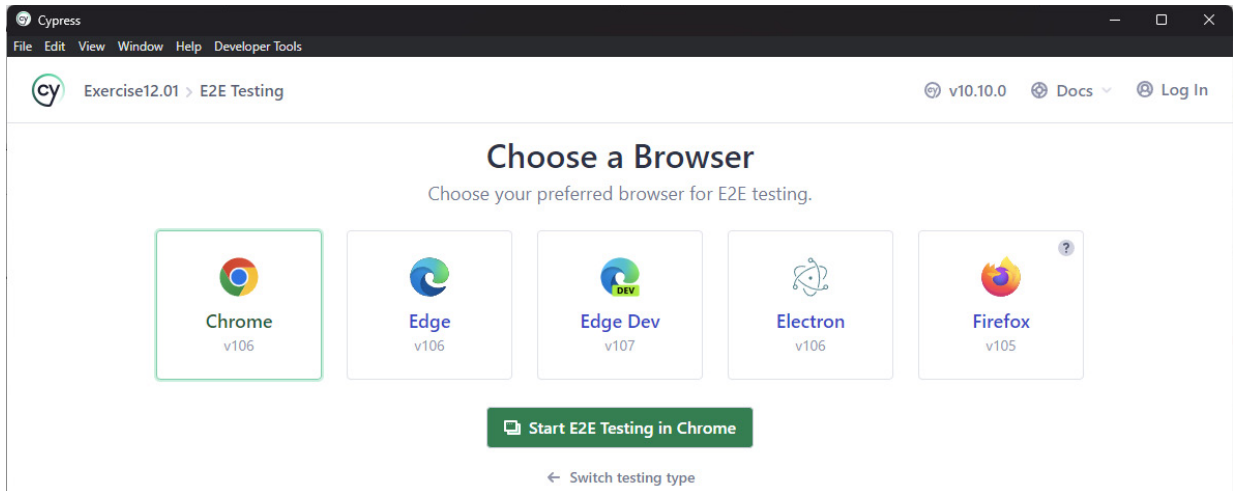 Cypress
File Edit View Window Help Developer Tools
cy Exercise12.01 > E2E Testing cy v10.10.0 Docs Log In
Choose a Browser
Choose your preferred browser for E2E testing.
?
DEV
Chrome Edge Edge Dev Electron Firefox
v106 v106 v107 v106 v105
Start E2E Testing in Chrome
← Switch testing type